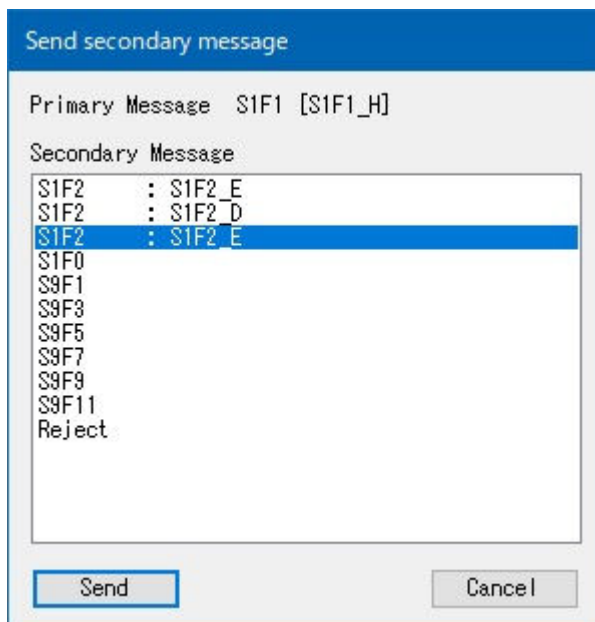 Send secondary message
Primary Message S1F1 [S1F1_H]
Secondary Message
S1F2 : S1F2_E
S1F2 : S1F2_D
S1F2 : S1F2_E
S1F0
S9F1
S9F3
S9F5
S9F7
S9F9
S9F11
Reject
Send Cancel